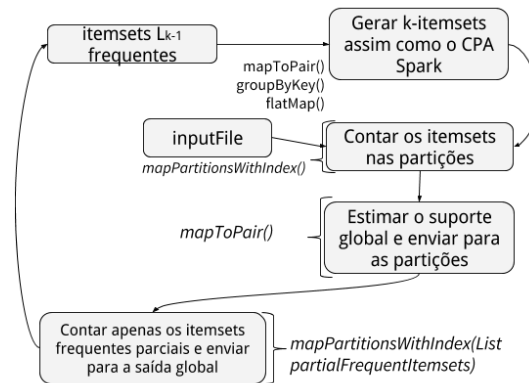 itemsets Lk-1
frequentes
Gerar k-itemsets
assim como o CPA
Spark
mapToPair()
groupByKey()
flatMap()
inputFile
mapPartitionsWithIndex()
Contar os itemsets
nas partições
mapToPair()
Estimar o suporte
global e enviar para
as partições
Contar apenas os itemsets
frequentes parciais e enviar
para a saída global
mapPartitionsWithIndex(List
partialFrequentItemsets)